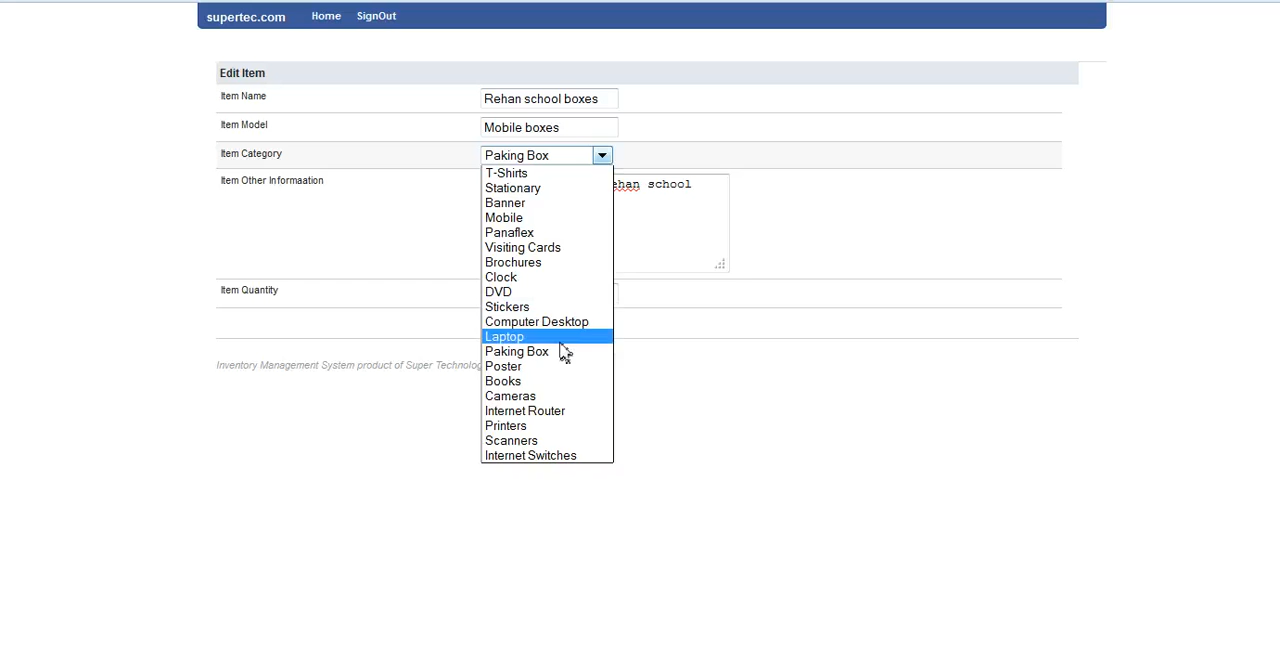 supertec.com Home SignOut
Edit Item
Item Name Rehan school boxes
Item Model Mobile boxes
Item Category Paking Box
T-Shirts
Item Other Informaation school
Stationary
Banner
Mobile
Panaflex
Visiting Cards
Brochures
Clock
Item Quantity DVD
Stickers
Computer Desktop
Laptop
Paking Box
Inventory Management System product of Super Poster
Books
Cameras
Internet Router
Printers
Scanners
Internet Switches